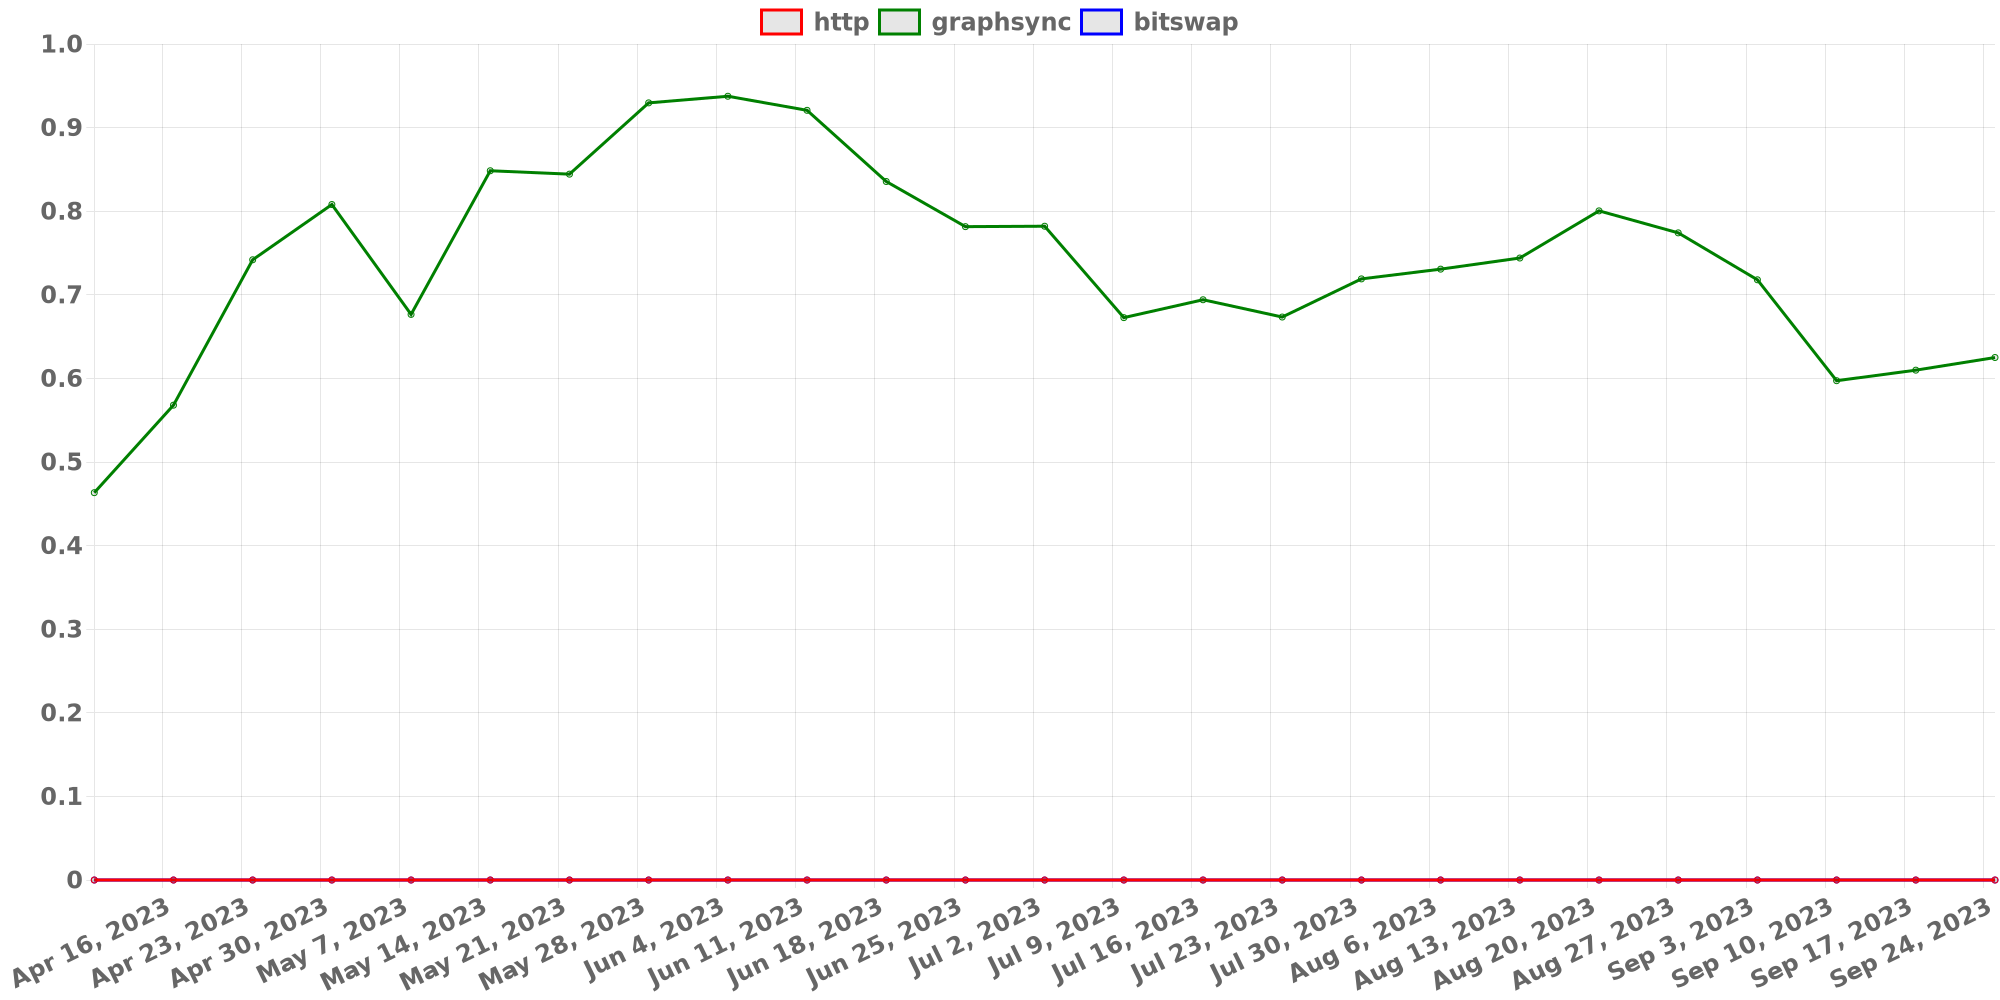 http graphsync bitswap
1.0
0.9
0.8
0.7
0.6
0.5
0.4
0.3
0.2
0.1
0
Apr 16, 2023
Apr 23, 2023
Apr 30, 2023
May 7, 2023
May 14, 2023
May 21, 2023
May 28, 2023
Jun 4, 2023
Jun 11, 2023
Jun 18, 2023
Jun 25, 2023
Jul 2, 2023
Jul 9, 2023
Jul 16, 2023
Jul 23, 2023
Jul 30, 2023
Aug 6, 2023
Aug 13, 2023
Aug 20, 2023
Aug 27, 2023
Sep 3, 2023
Sep 10, 2023
Sep 17, 2023
Sep 24, 2023